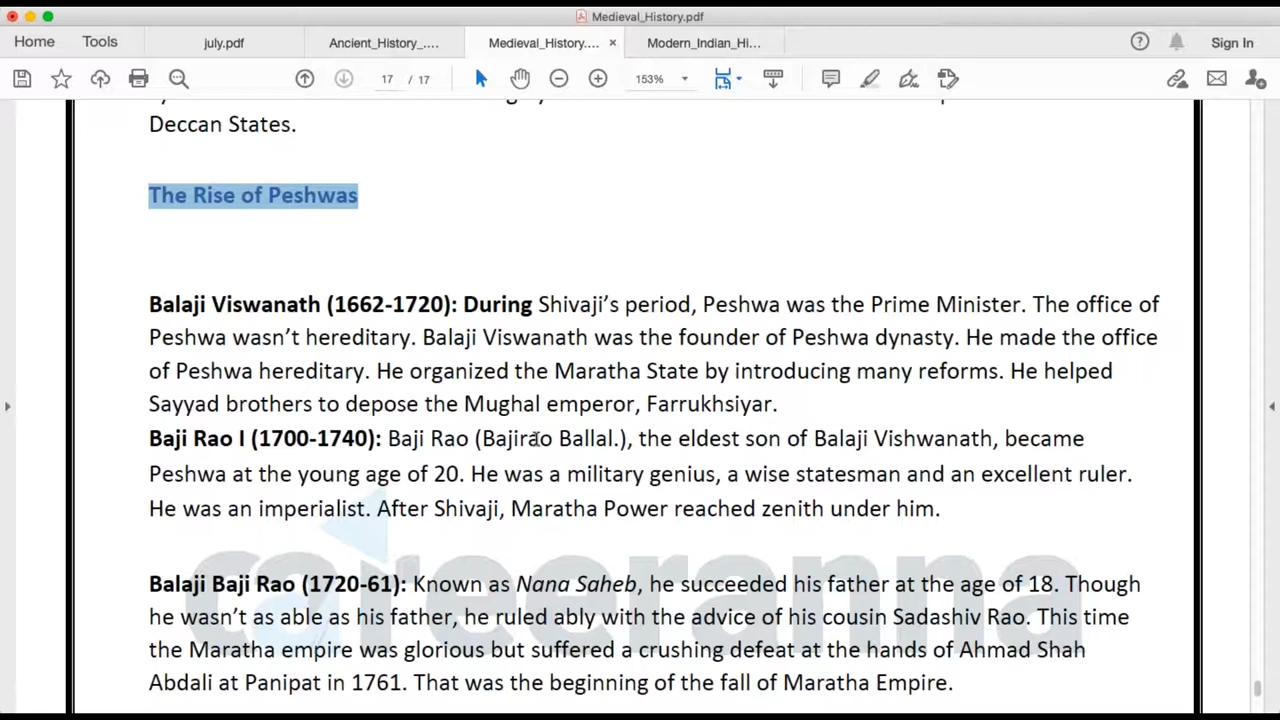 Medieval_History.pdf
Home Tools july.pdf Ancient_History_.... Medieval_History.... × Modern_Indian_Hi... Sign In
17 / 17 153%
Deccan States.
The Rise of Peshwas
Balaji Viswanath (1662-1720): During Shivaji’s period, Peshwa was the Prime Minister. The office of
Peshwa wasn’t hereditary. Balaji Viswanath was the founder of Peshwa dynasty. He made the office
of Peshwa hereditary. He organized the Maratha State by introducing many reforms. He helped
Sayyad brothers to depose the Mughal emperor, Farrukhsiyar.
Baji Rao I (1700-1740): Baji Rao (Bajirao Ballal.), the eldest son of Balaji Vishwanath, became
Peshwa at the young age of 20. He was a military genius, a wise statesman and an excellent ruler.
He was an imperialist. After Shivaji, Maratha Power reached zenith under him.
careeranna
Balaji Baji Rao (1720-61): Known as Nana Saheb, he succeeded his father at the age of 18. Though
he wasn’t as able as his father, he ruled ably with the advice of his cousin Sadashiv Rao. This time
the Maratha empire was glorious but suffered a crushing defeat at the hands of Ahmad Shah
Abdali at Panipat in 1761. That was the beginning of the fall of Maratha Empire.